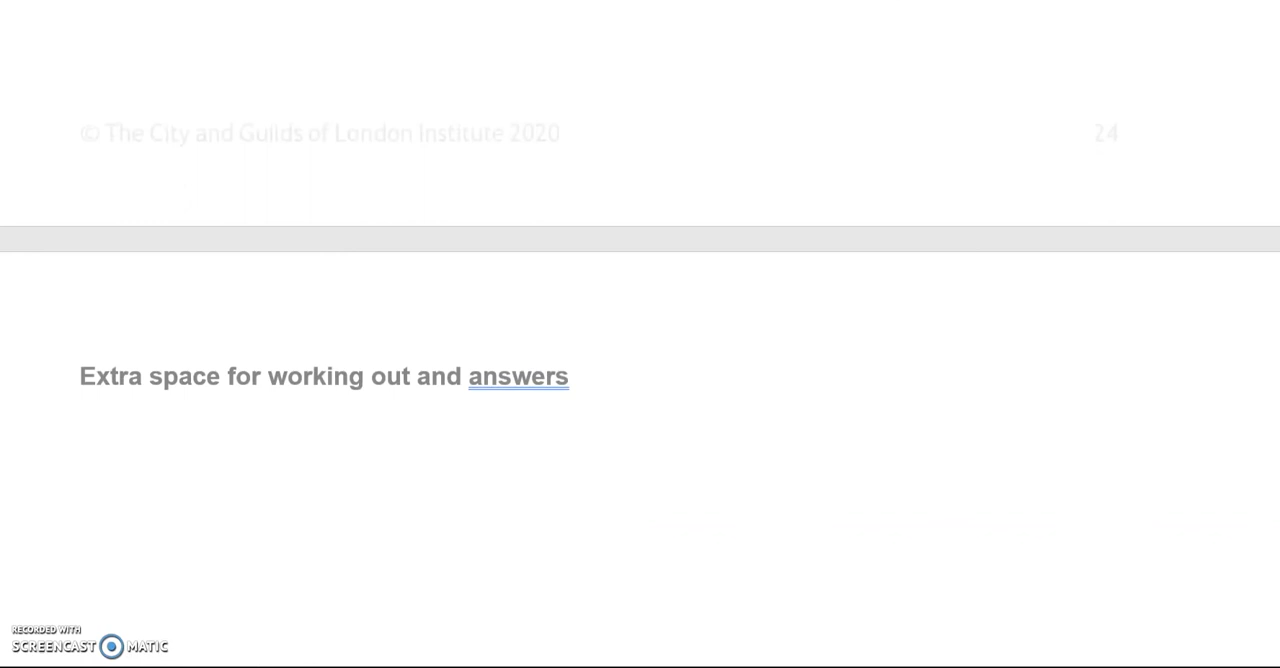 © The City and Guilds of London Institute 2020
24
Extra space for working out and answers
RECORDED WITH
SCREENCAST MATIC